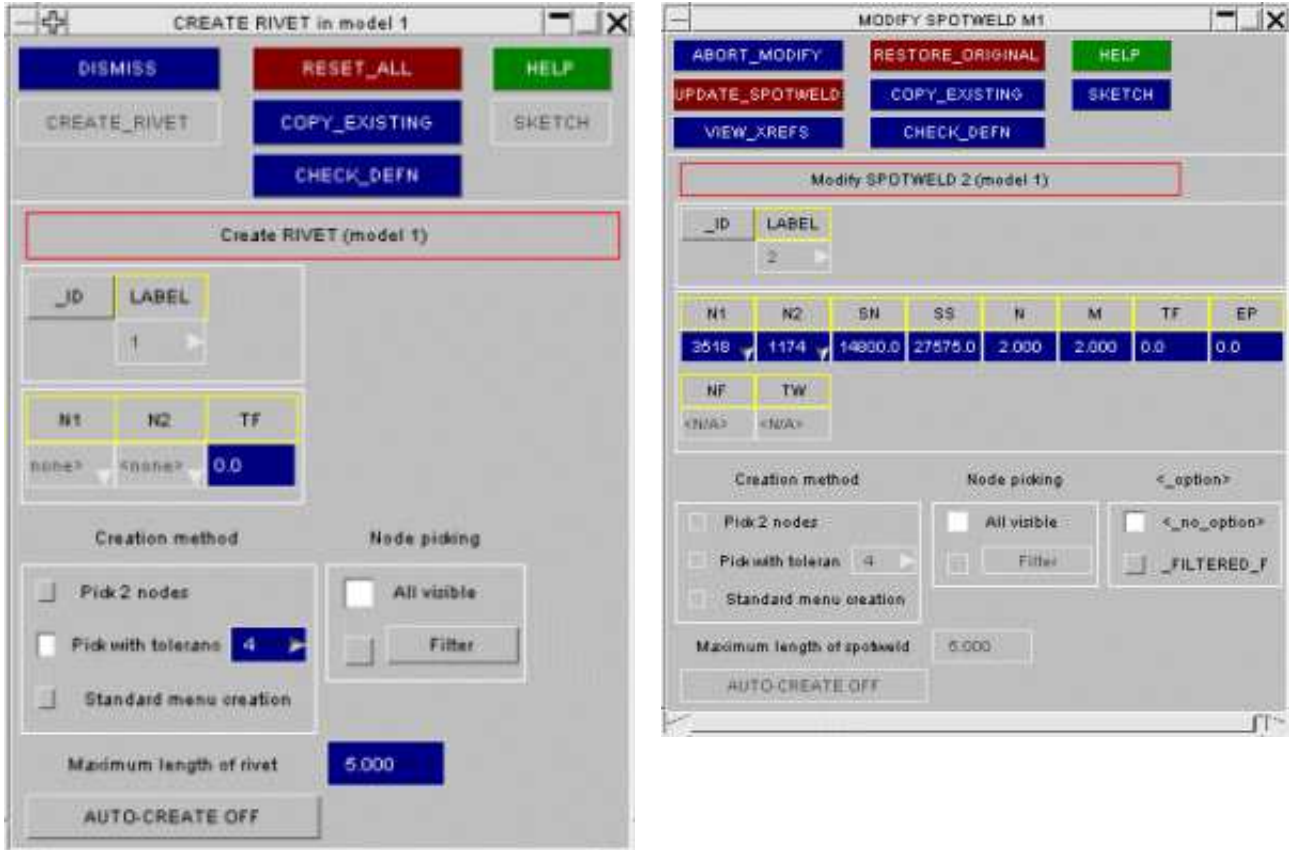 CREATE RIVET in model 1
DISMISS RESET_ALL HELP
CREATE_RIVET COPY_EXISTING SKETCH
CHECK_DEFN
Create RIVET (model 1)
_ID LABEL
1
N1 N2 TF
none> <none> 0.0
Creation method Node picking
Pick 2 nodes All visible
Pick with toleranc 4 Filter
Standard menu creation
Maximum length of rivet 5.000
AUTO-CREATE OFF
MODIFY SPOTWELD M1
ABORT_MODIFY RESTORE_ORIGINAL HELP
UPDATE_SPOTWELD COPY_EXISTING SKETCH
VIEW_XREFS CHECK_DEFN
Modify SPOTWELD 2 (model 1)
_ID LABEL
2
N1 N2 SN SS N M TF EP
3518 1174 14800.0 27575.0 2.000 2.000 0.0 0.0
NF TW
<N/A> <N/A>
Creation method Node picking <_option>
Pick 2 nodes All visible <_no_option>
Pick with toleran 4 Filter _FILTERED_F
Standard menu creation
Maximum length of spotweld 5.000
AUTO-CREATE OFF